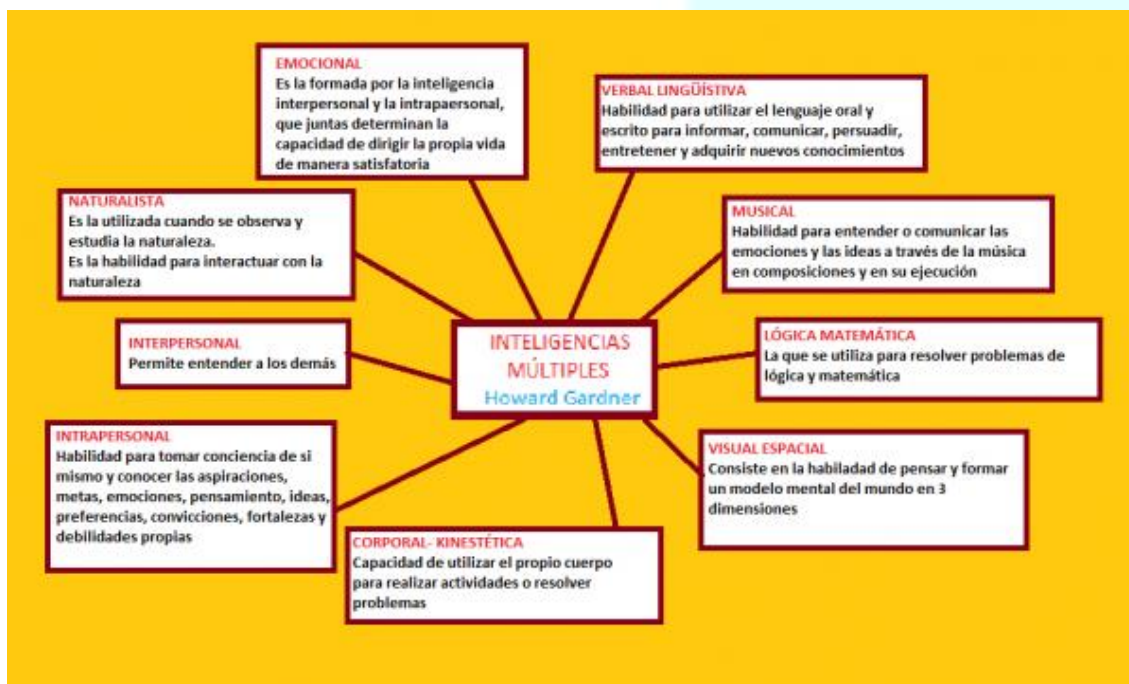 EMOCIONAL
Es la formada por la inteligencia
interpersonal y la intrapaersonal,
que juntas determinan la
capacidad de dirigir la propia vida
de manera satisfatoria
VERBAL LINGÜÍSTIVA
Habilidad para utilizar el lenguaje oral y
escrito para informar, comunicar, persuadir,
entretener y adquirir nuevos conocimientos
NATURALISTA
Es la utilizada cuando se observa y
estudia la naturaleza.
Es la habilidad para interactuar con la
naturaleza
MUSICAL
Habilidad para entender o comunicar las
emociones y las ideas a través de la música
en composiciones y en su ejecución
INTERPERSONAL
Permite entender a los demás
INTELIGENCIAS
MÚLTIPLES
Howard Gardner
LÓGICA MATEMÁTICA
La que se utiliza para resolver problemas de
lógica y matemática
INTRAPERSONAL
Habilidad para tomar conciencia de si
mismo y conocer las aspiraciones,
metas, emociones, pensamiento, ideas,
preferencias, convicciones, fortalezas y
debilidades propias
VISUAL ESPACIAL
Consiste en la habiladad de pensar y formar
un modelo mental del mundo en 3
dimensiones
CORPORAL- KINESTÉTICA
Capacidad de utilizar el propio cuerpo
para realizar actividades o resolver
problemas